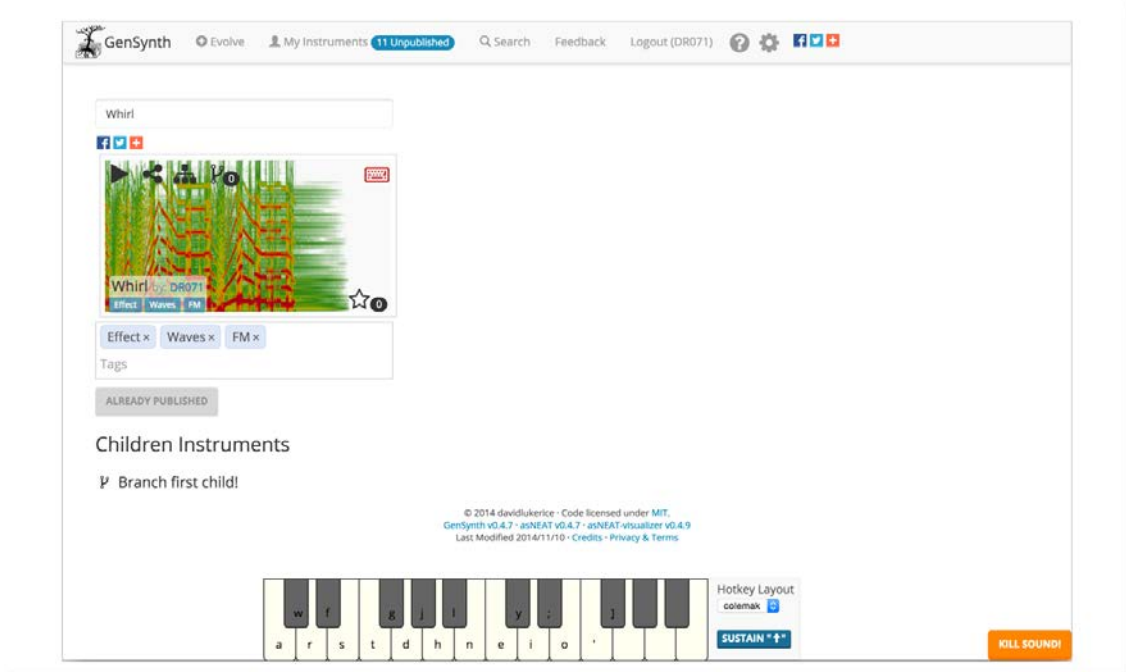 GenSynth Evolve My Instruments 11 Unpublished Search Feedback Logout (DR071)
Whirl
0
Whirl by: DR071
Effect Waves FM
0
Effect × Waves × FM ×
Tags
ALREADY PUBLISHED
Children Instruments
Branch first child!
© 2014 davidlukerice · Code licensed under MIT.
GenSynth v0.4.7 · asNEAT v0.4.7 · asNEAT-visualizer v0.4.9
Last Modified 2014/11/10 · Credits · Privacy & Terms
Hotkey Layout
colemak
w f g j l y ; ]
a r s t d h n e i o '
SUSTAIN "⬆"
KILL SOUND!